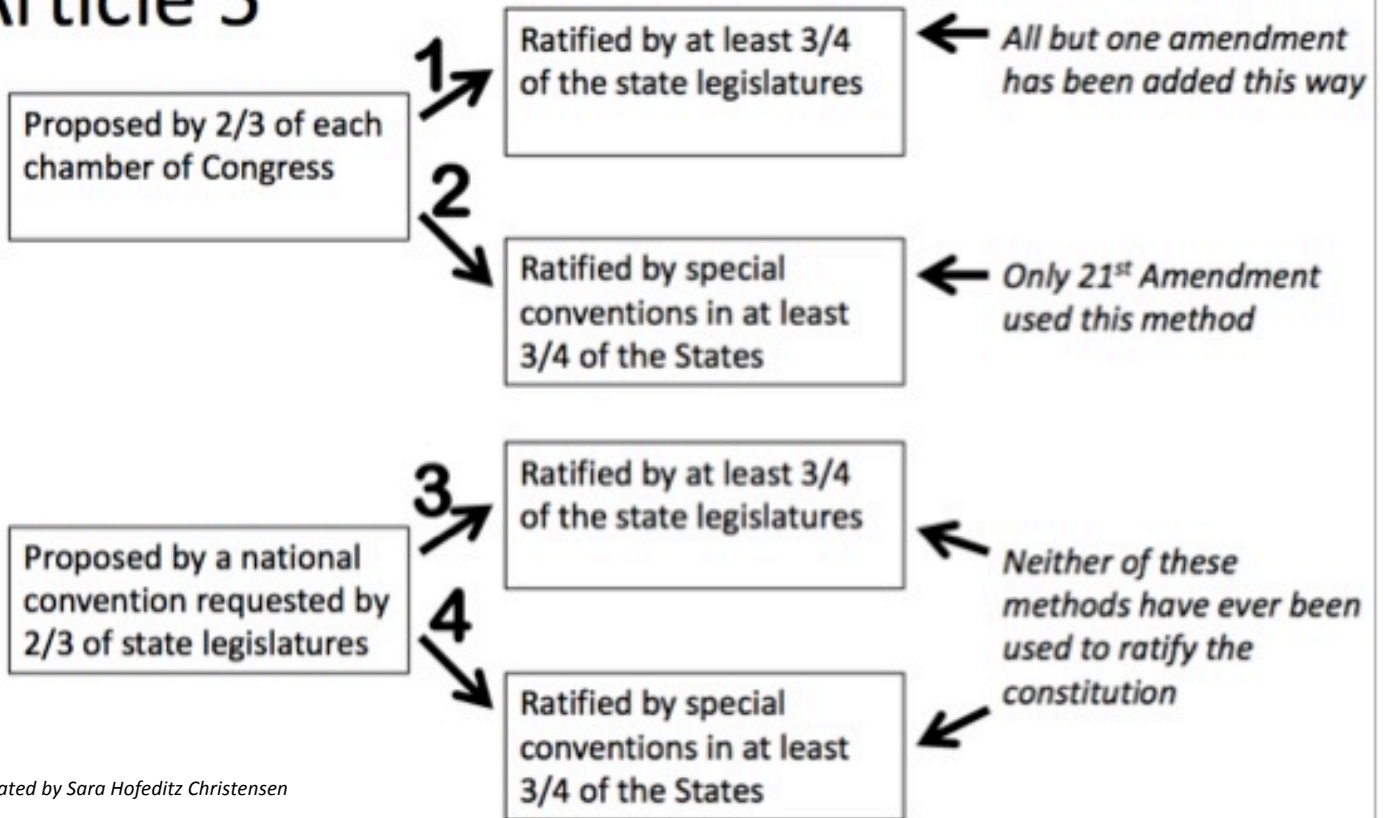 Article 5
Proposed by 2/3 of each
chamber of Congress
1
Ratified by at least 3/4
of the state legislatures
All but one amendment
has been added this way
2
Ratified by special
conventions in at least
3/4 of the States
Only 21st Amendment
used this method
Proposed by a national
convention requested by
2/3 of state legislatures
3
Ratified by at least 3/4
of the state legislatures
4
Ratified by special
conventions in at least
3/4 of the States
Neither of these
methods have ever been
used to ratify the
constitution
ated by Sara Hofeditz Christensen